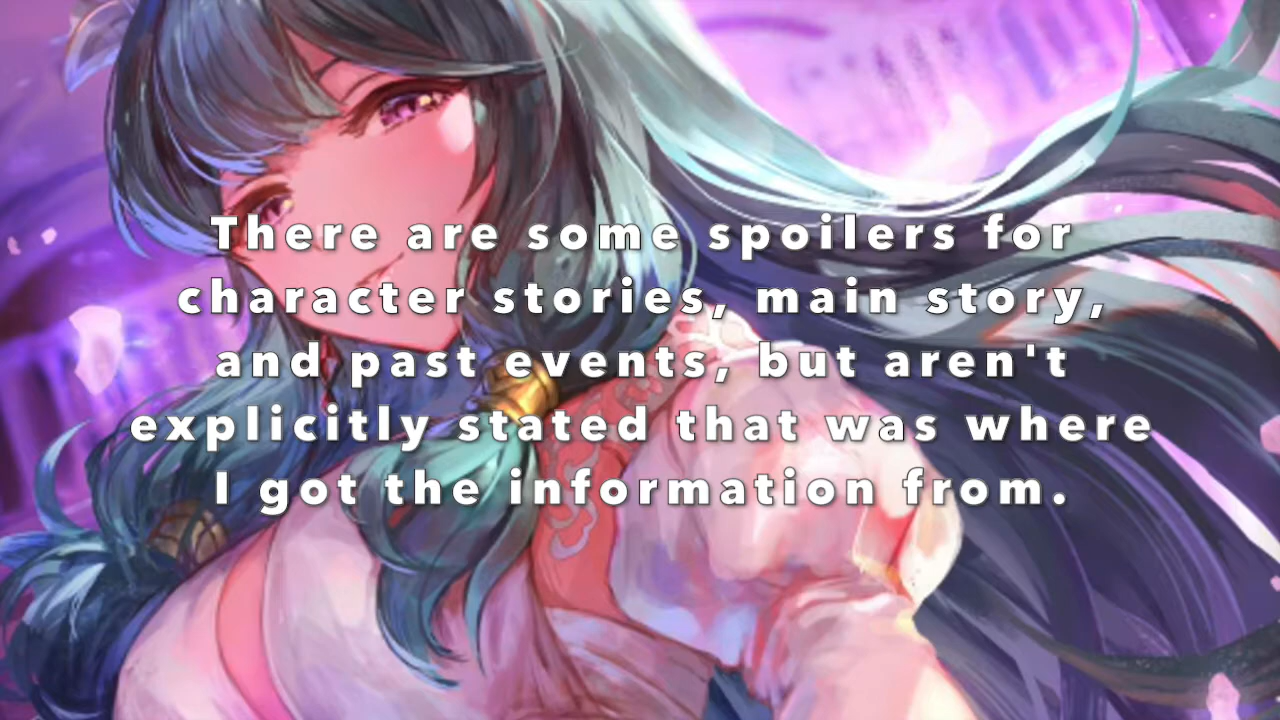 There are some spoilers for
character stories, main story,
and past events, but aren't
explicitly stated that was where
I got the information from.